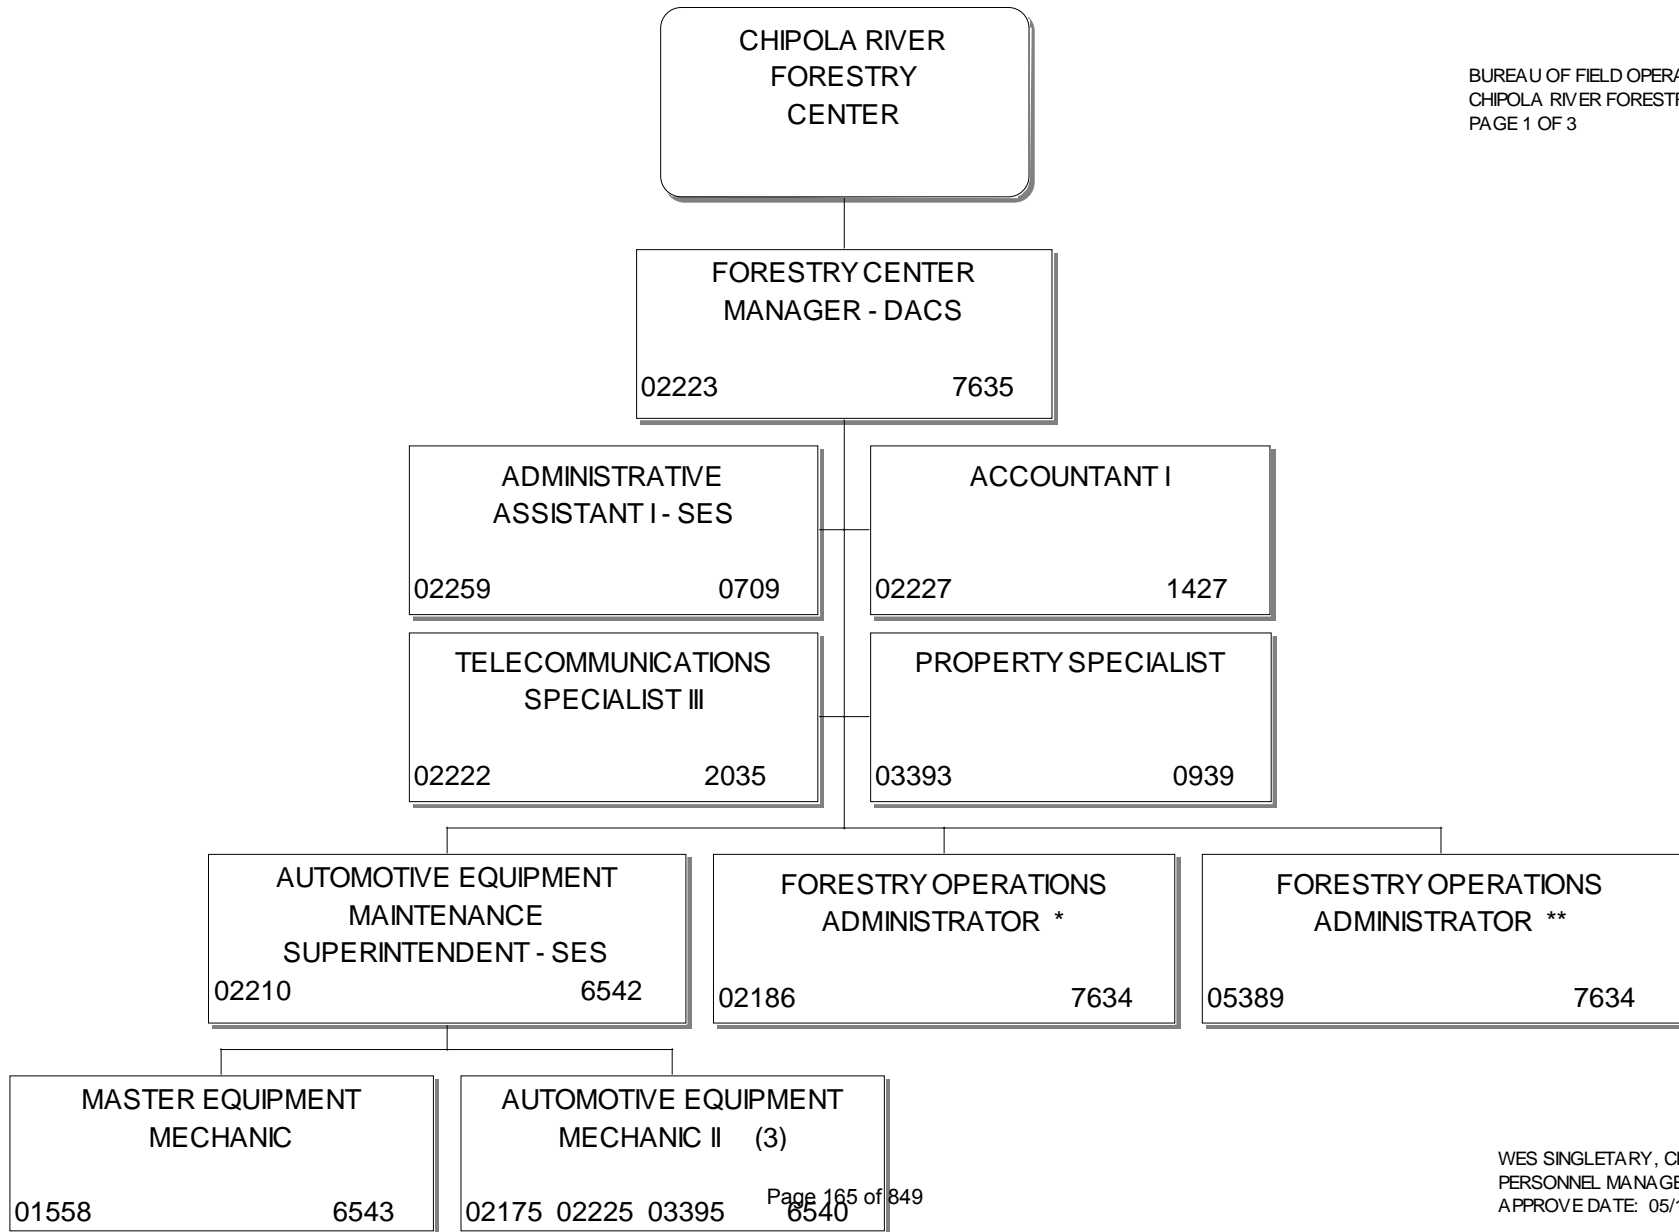 CHIPOLA RIVER
FORESTRY
CENTER
BUREAU OF FIELD
CHIPOLA RIVER
PAGE 1 OF 3
FORESTRY CENTER
MANAGER - DACS
02223 7635
ADMINISTRATIVE
ASSISTANT I - SES
02259 0709
ACCOUNTANT I
02227 1427
TELECOMMUNICATIONS
SPECIALIST III
02222 2035
PROPERTY SPECIALIST
03393 0939
AUTOMOTIVE EQUIPMENT
MAINTENANCE
SUPERINTENDENT - SES
02210 6542
FORESTRY OPERATIONS
ADMINISTRATOR *
02186 7634
FORESTRY OPERATIONS
ADMINISTRATOR **
05389 7634
MASTER EQUIPMENT
MECHANIC
01558 6543
AUTOMOTIVE EQUIPMENT
MECHANIC II (3)
02175 02225 03395 6540
Page 165 of 849
WES SINGLETARY,
PERSONNEL
APPROVE DATE: